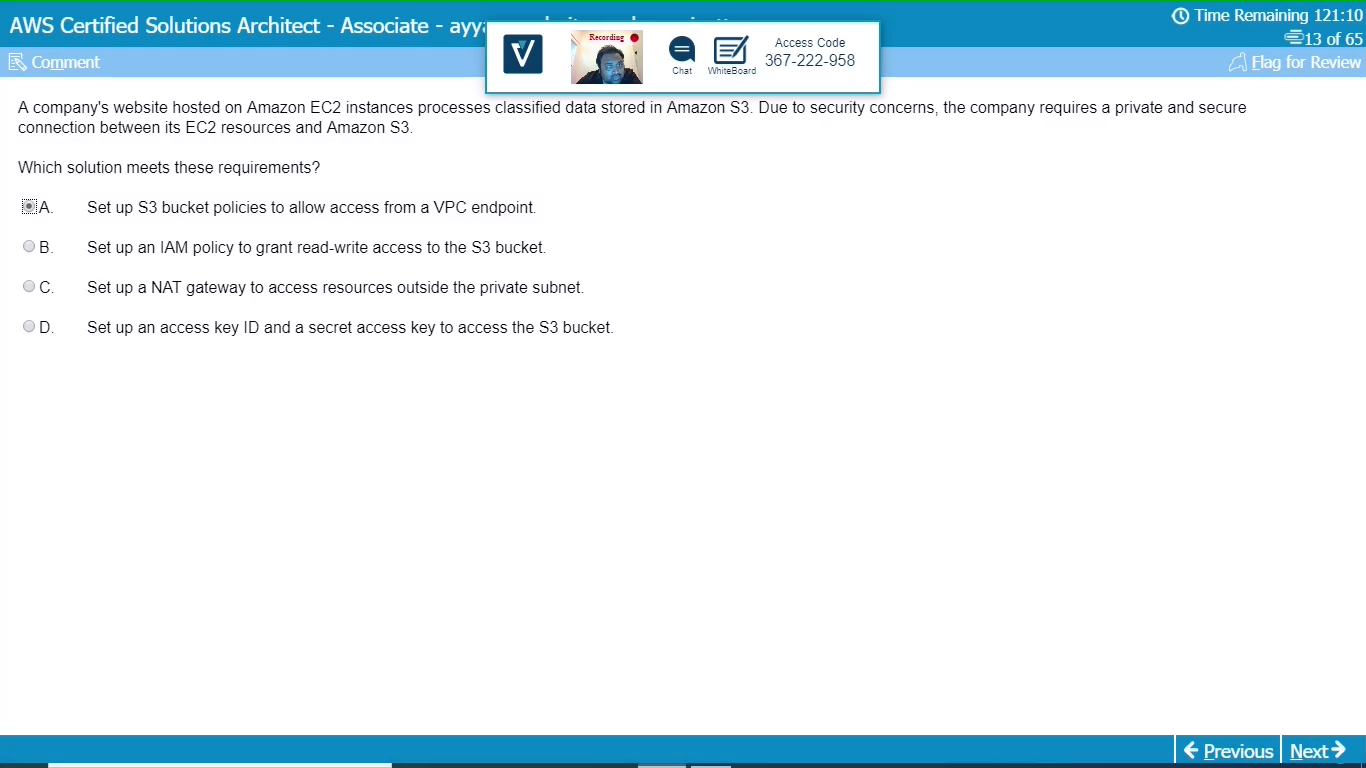 AWS Certified Solutions Architect - Associate - ayya
Time Remaining 121:10
13 of 65
Comment
Flag for Review
V
Recording
Chat
WhiteBoard
Access Code
367-222-958
A company's website hosted on Amazon EC2 instances processes classified data stored in Amazon S3. Due to security concerns, the company requires a private and secure
connection between its EC2 resources and Amazon S3.
Which solution meets these requirements?
A. Set up S3 bucket policies to allow access from a VPC endpoint.
B. Set up an IAM policy to grant read-write access to the S3 bucket.
C. Set up a NAT gateway to access resources outside the private subnet.
D. Set up an access key ID and a secret access key to access the S3 bucket.
Previous
Next